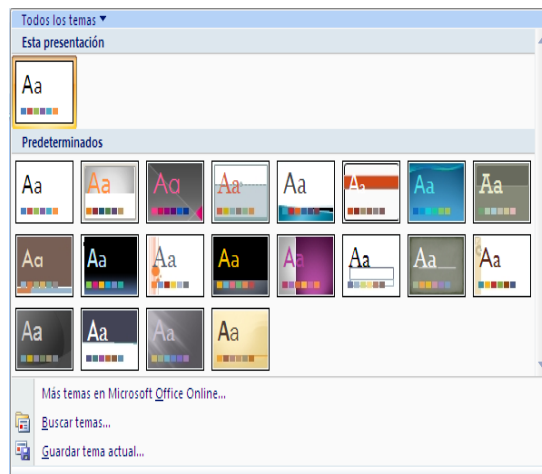 Todos los temas
Esta presentación
Aa
Predeterminados
Aa Aa Aa Aa Aa Aa Aa Aa
Aa Aa Aa Aa Aa Aa Aa Aa
Aa Aa Aa Aa
Más temas en Microsoft Office Online...
Buscar temas...
Guardar tema actual...